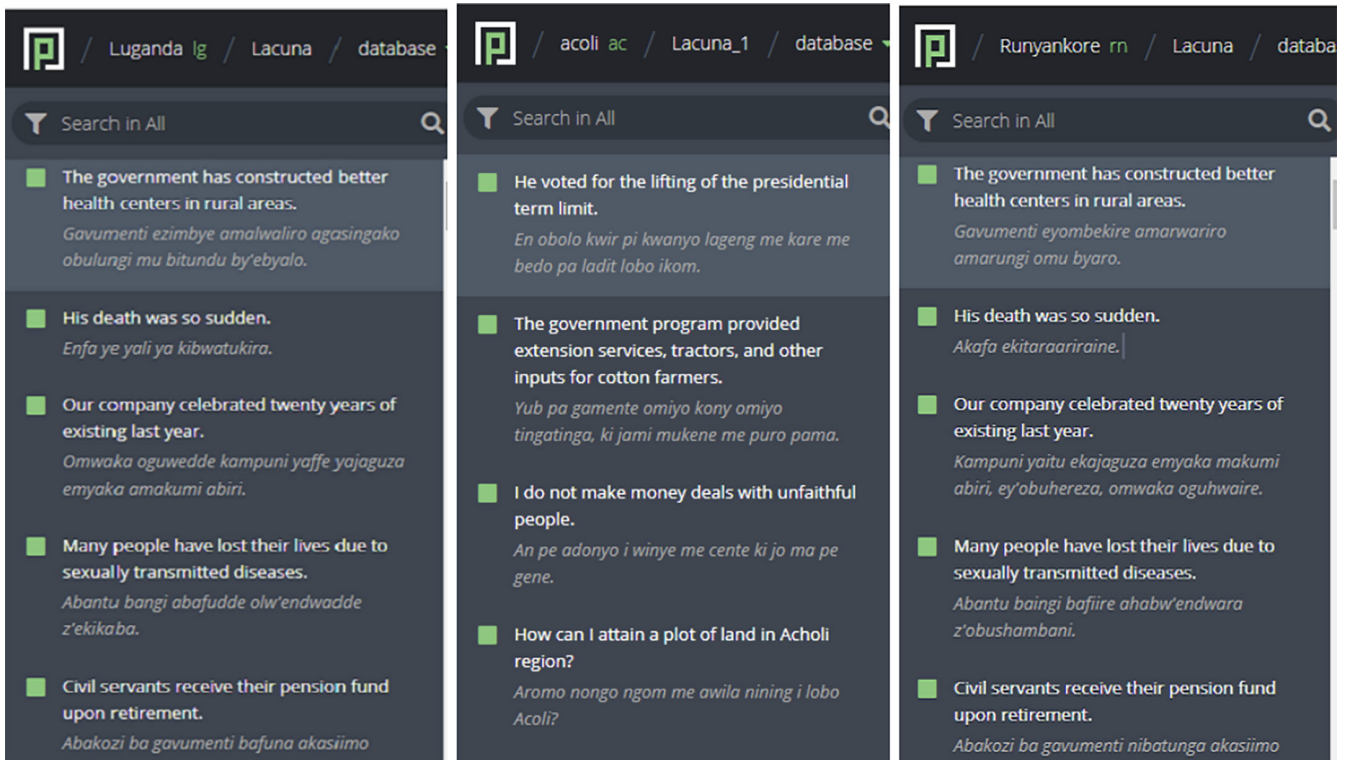 / Luganda lg / Lacuna / database
Search in All
The government has constructed better
health centers in rural areas.
Gavumenti ezimbye amalwaliro agasingako
obulungi mu bitundu by'ebyalo.
His death was so sudden.
Enfa ye yali ya kibwatukira.
Our company celebrated twenty years of
existing last year.
Omwaka oguwedde kampuni yaffe yajaguza
emyaka amakumi abiri.
Many people have lost their lives due to
sexually transmitted diseases.
Abantu bangi abafudde olw'endwadde
z'ekikaba.
Civil servants receive their pension fund
upon retirement.
Abakozi ba gavumenti bafuna akasiimo
/ acoli ac / Lacuna_1 / database
Search in All
He voted for the lifting of the presidential
term limit.
En obolo kwir pi kwanyo lageng me kare me
bedo pa ladit lobo ikom.
The government program provided
extension services, tractors, and other
inputs for cotton farmers.
Yub pa gamente omiyo kony omiyo
tingatinga, ki jami mukene me puro pama.
I do not make money deals with unfaithful
people.
An pe adonyo i winye me cente ki jo ma pe
gene.
How can I attain a plot of land in Acholi
region?
Aromo nongo ngom me awila nining i lobo
Acoli?
/ Runyankore rn / Lacuna / databa
Search in All
The government has constructed better
health centers in rural areas.
Gavumenti eyombekire amarwariro
amarungi omu byaro.
His death was so sudden.
Akafa ekitaraariraine.
Our company celebrated twenty years of
existing last year.
Kampuni yaitu ekajaguza emyaka makumi
abiri, ey'obuhereza, omwaka oguhwaire.
Many people have lost their lives due to
sexually transmitted diseases.
Abantu baingi bafiire ahabw'endwara
z'obushambani.
Civil servants receive their pension fund
upon retirement.
Abakozi ba gavumenti nibatunga akasiimo